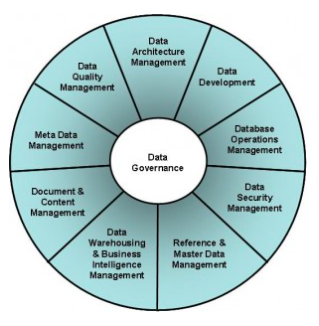 Data
Architecture
Management
Data
Development
Database
Operations
Management
Data
Security
Management
Reference &
Master Data
Management
Data
Warehousing
& Business
Intelligence
Management
Document &
Content
Management
Meta Data
Management
Data
Quality
Management
Data
Governance